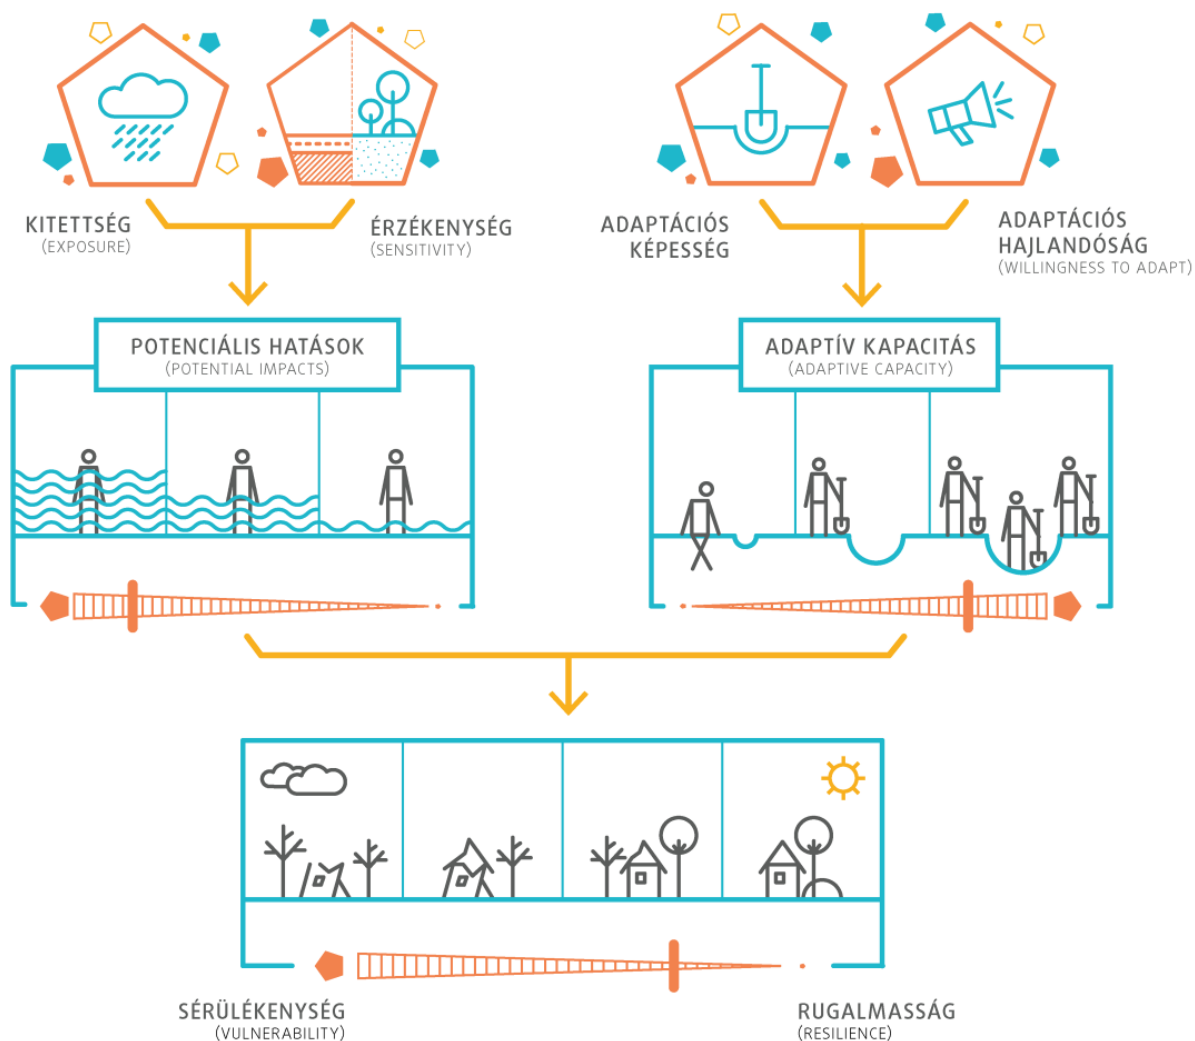 KITETTSÉG
(EXPOSURE)
ÉRZÉKENYSÉG
(SENSITIVITY)
ADAPTÁCIÓS
KÉPESSÉG
ADAPTÁCIÓS
HAJLANDÓSÁG
(WILLINGNESS TO ADAPT)
POTENCIÁLIS HATÁSOK
(POTENTIAL IMPACTS)
ADAPTÍV KAPACITÁS
(ADAPTIVE CAPACITY)
SÉRÜLÉKENYSÉG
(VULNERABILITY)
RUGALMASSÁG
(RESILIENCE)